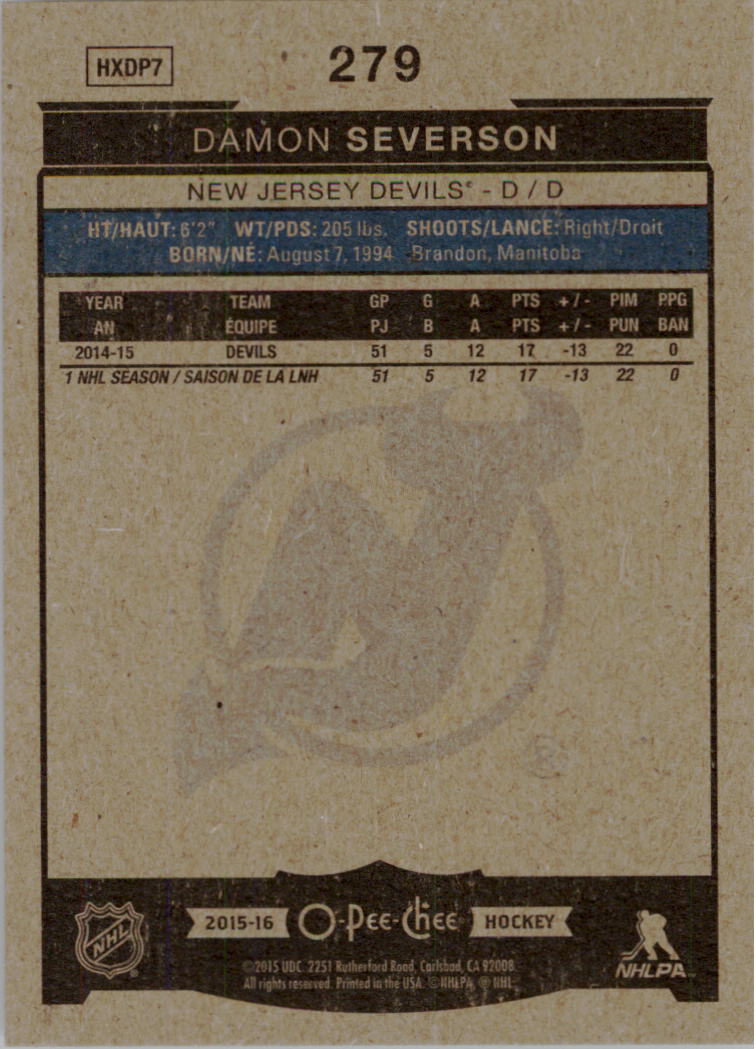 HXDP7
279
DAMON SEVERSON
NEW JERSEY DEVILS® - D / D
HT/HAUT: 6'2" WT/PDS: 205 lbs. SHOOTS/LANCE: Right/Droit
BORN/NÉ: August 7, 1994 Brandon, Manitoba
YEAR TEAM GP G A PTS +/- PIM PPG
AN ÉQUIPE PJ B A PTS +/- PUN BAN
2014-15 DEVILS 51 5 12 17 -13 22 0
1 NHL SEASON / SAISON DE LA LNH 51 5 12 17 -13 22 0
NHL
2015-16 O-Pee-Chee HOCKEY
NHLPA
©2015 UDC. 2251 Rutherford Road, Carlsbad, CA 92008.
All rights reserved. Printed in the USA. ©NHLPA ® NHL